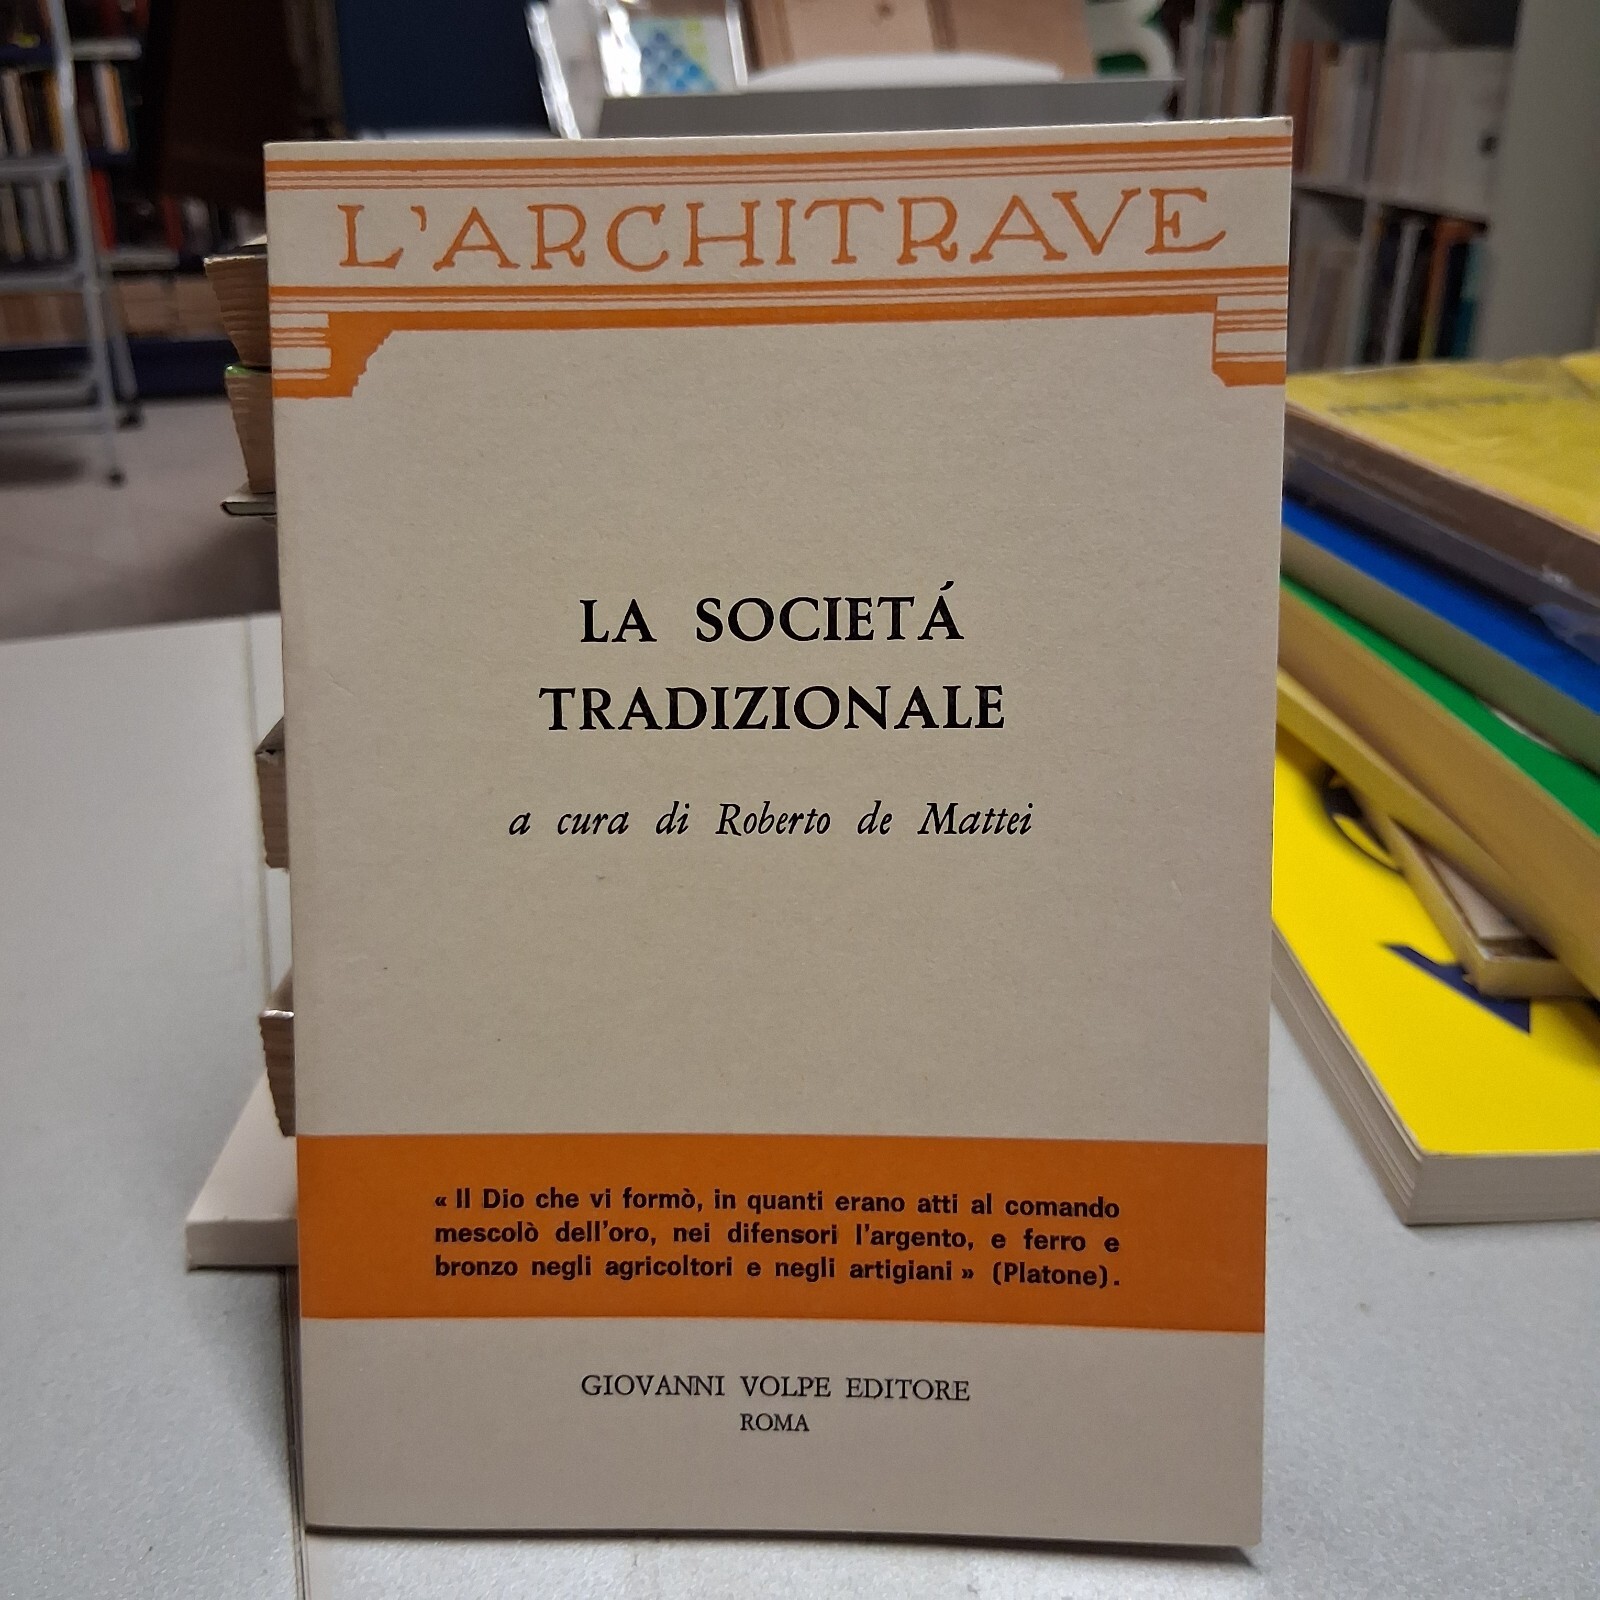 L'ARCHITRAVE
LA SOCIETÁ
TRADIZIONALE
a cura di Roberto de Mattei
« Il Dio che vi formò, in quanti erano atti al comando
mescolò dell'oro, nei difensori l'argento, e ferro e
bronzo negli agricoltori e negli artigiani » (Platone).
GIOVANNI VOLPE EDITORE
ROMA